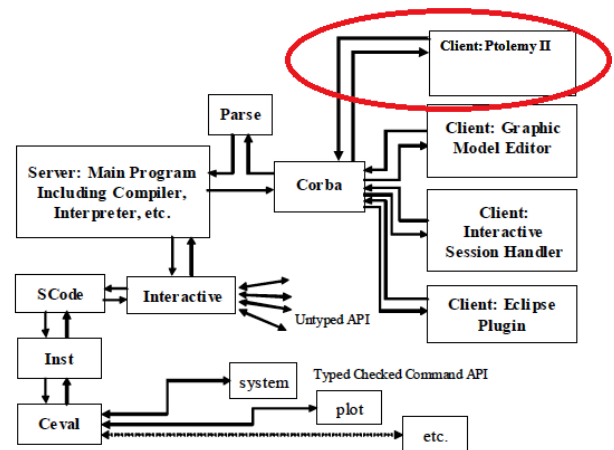 Client: Ptolemy II
Parse
Client: Graphic
Model Editor
Server: Main Program
Including Compiler,
Interpreter, etc.
Corba
Client:
Interactive
Session Handler
SCode
Interactive
Untyped API
Client: Eclipse
Plugin
Inst
system
Typed Checked Command API
plot
Ceval
etc.